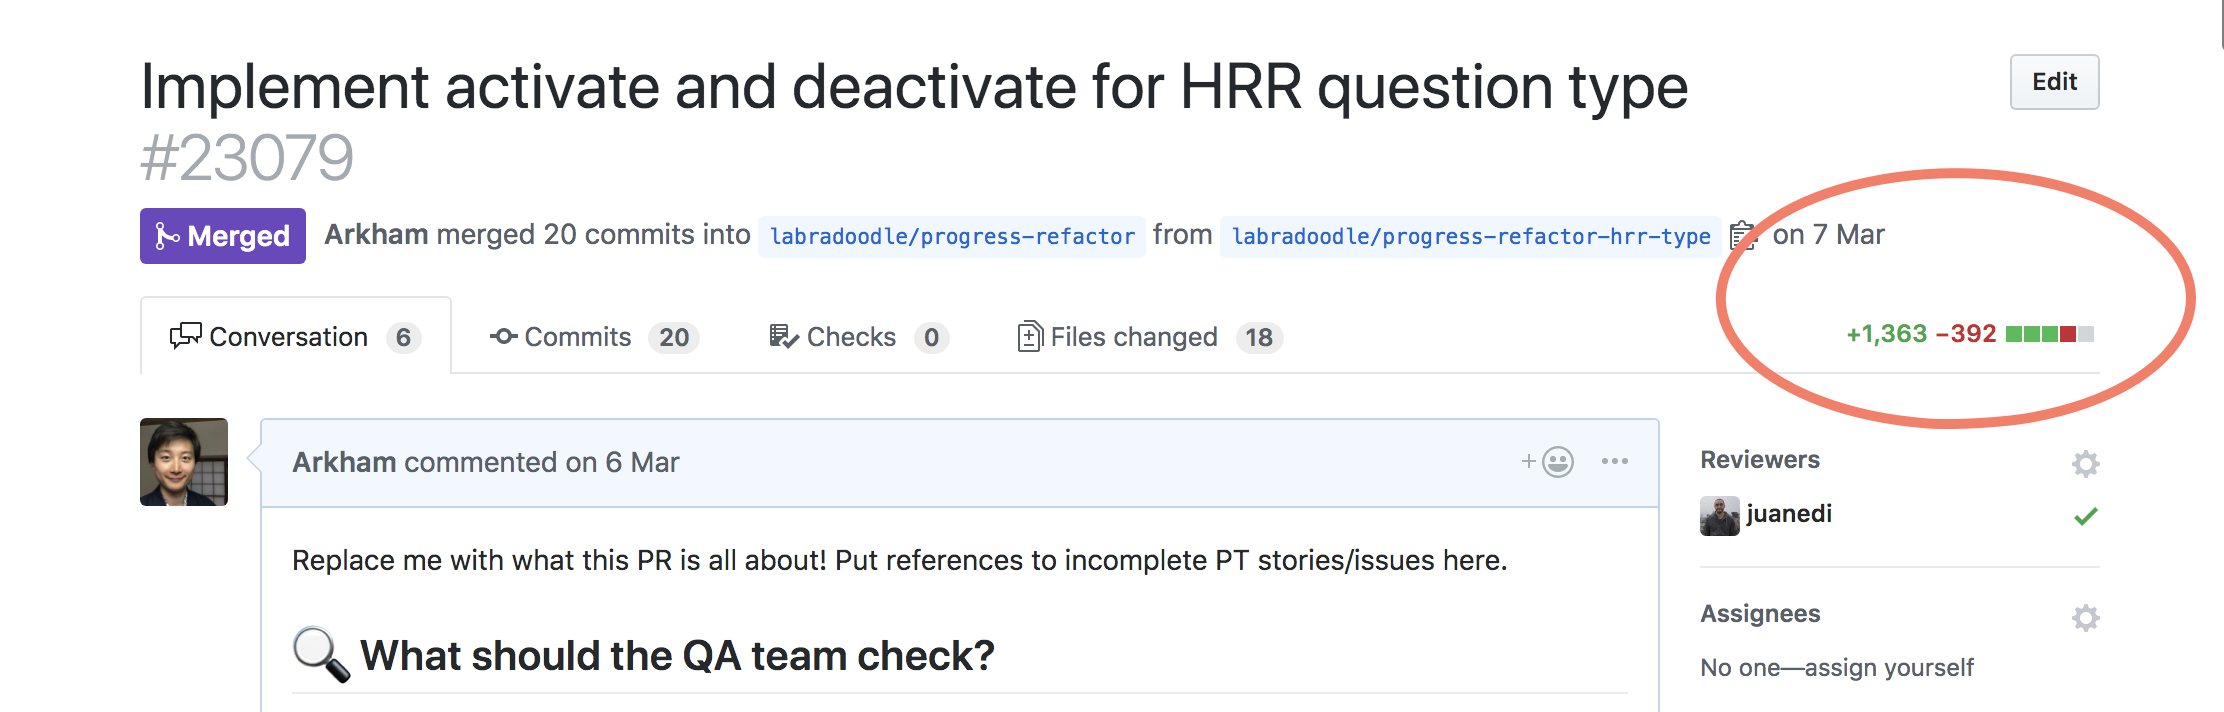 Implement activate and deactivate for HRR question type
#23079
Edit
Merged Arkham merged 20 commits into labradoodle/progress-refactor from labradoodle/progress-refactor-hrr-type on 7 Mar
Conversation 6 Commits 20 Checks 0 Files changed 18 +1,363 −392
Arkham commented on 6 Mar
Replace me with what this PR is all about! Put references to incomplete PT stories/issues here.
What should the QA team check?
Reviewers
juanedi
Assignees
No one—assign yourself